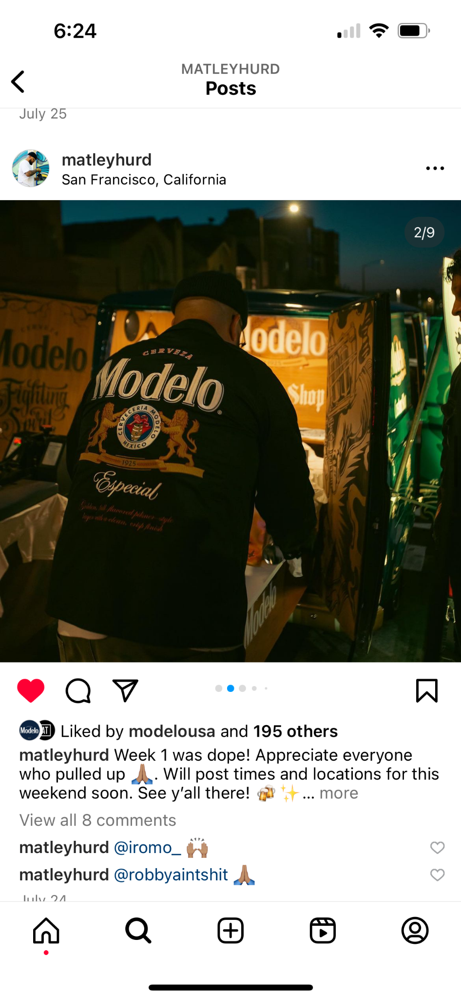 6:24
MATLEYHURD
Posts
July 25
matleyhurd
San Francisco, California
2/9
CERVEZA
Modelo
Fighting
Spirit
CERVEZA
Modelo
CERVECERIA MODELO
MEXICO
1925
Especial
Golden, full-flavored pilsner-style
lager with a clean, crisp finish
Modelo
Shop
Modelo
Modelo
AT
Liked by modelousa and 195 others
matleyhurd Week 1 was dope! Appreciate everyone
who pulled up 🙏🏽. Will post times and locations for this
weekend soon. See y’all there! 🍻 ✨... more
View all 8 comments
matleyhurd @iromo_ 🙌🏽
matleyhurd @robbyaintshit 🙏🏽
July 24